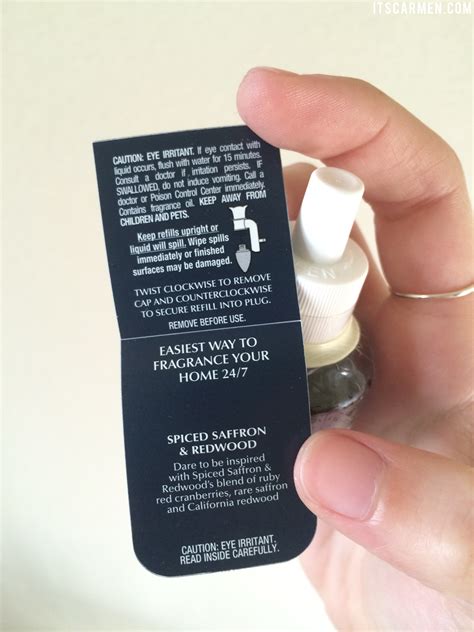 ITSCARMEN.COM
CAUTION: EYE IRRITANT. If eye contact with
liquid occurs, flush with water for 15 minutes.
Consult a doctor if irritation persists. IF
SWALLOWED, do not induce vomiting. Call a
doctor or Poison Control Center immediately.
Contains fragrance oil. KEEP AWAY FROM
CHILDREN AND PETS.
Keep refills upright or
liquid will spill. Wipe spills
immediately or finished
surfaces may be damaged.
TWIST CLOCKWISE TO REMOVE
CAP AND COUNTERCLOCKWISE
TO SECURE REFILL INTO PLUG.
REMOVE BEFORE USE.
EASIEST WAY TO
FRAGRANCE YOUR
HOME 24/7
SPICED SAFFRON
& REDWOOD
Dare to be inspired
with Spiced Saffron &
Redwood's blend of ruby
red cranberries, rare saffron
and California redwood
CAUTION: EYE IRRITANT.
READ INSIDE CAREFULLY.